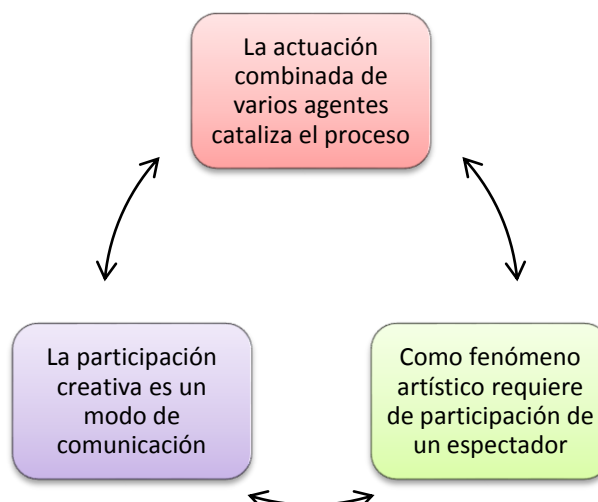 La actuación
combinada de
varios agentes
cataliza el proceso
La participación
creativa es un
modo de
comunicación
Como fenómeno
artístico requiere
de participación de
un espectador